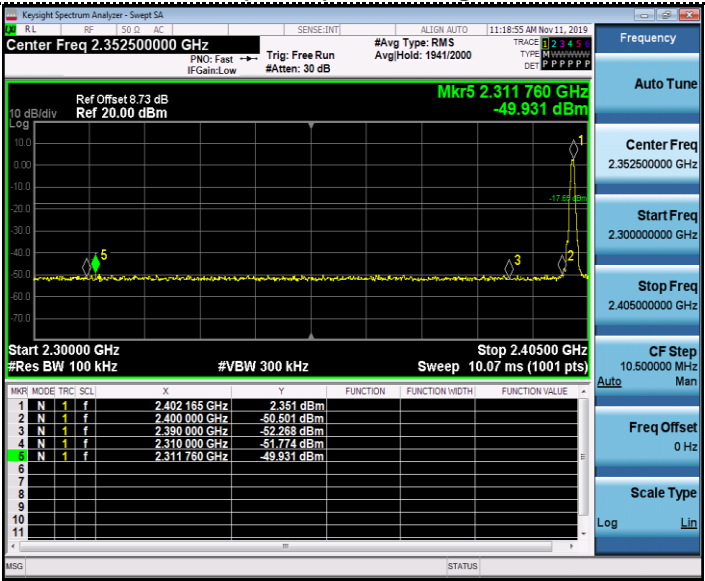 Keysight Spectrum Analyzer - Swept SA
RL RF 50 Ω AC SENSE:INT ALIGN AUTO 11:18:55 AM Nov 11, 2019
Center Freq 2.352500000 GHz
PNO: Fast
IFGain:Low
Trig: Free Run
#Atten: 30 dB
#Avg Type: RMS
Avg|Hold: 1941/2000
TRACE 1 2 3 4 5 6
TYPE M W W W W W
DET P P P P P P
Mkr5 2.311 760 GHz
-49.931 dBm
Ref Offset 8.73 dB
Ref 20.00 dBm
10 dB/div
Log
10.0
0.00
-10.0
-20.0
-30.0
-40.0
-50.0
-60.0
-70.0
1
-17.65 dBm
5
3
2
Start 2.30000 GHz Stop 2.40500 GHz
#Res BW 100 kHz #VBW 300 kHz Sweep 10.07 ms (1001 pts)
MKR MODE TRC SCL X Y FUNCTION FUNCTION WIDTH FUNCTION VALUE
1 N 1 f 2.402 165 GHz 2.351 dBm
2 N 1 f 2.400 000 GHz -50.501 dBm
3 N 1 f 2.390 000 GHz -52.268 dBm
4 N 1 f 2.310 000 GHz -51.774 dBm
5 N 1 f 2.311 760 GHz -49.931 dBm
6
7
8
9
10
11
MSG STATUS
Frequency
Auto Tune
Center Freq
2.352500000 GHz
Start Freq
2.300000000 GHz
Stop Freq
2.405000000 GHz
CF Step
10.500000 MHz
Auto Man
Freq Offset
0 Hz
Scale Type
Log Lin